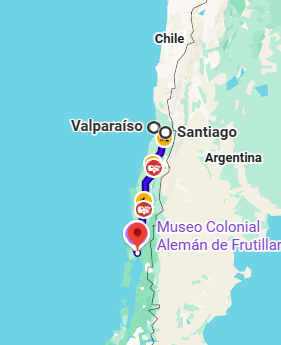 Chile
Valparaíso
Santiago
Argentina
Museo Colonial
Alemán de Frutillar